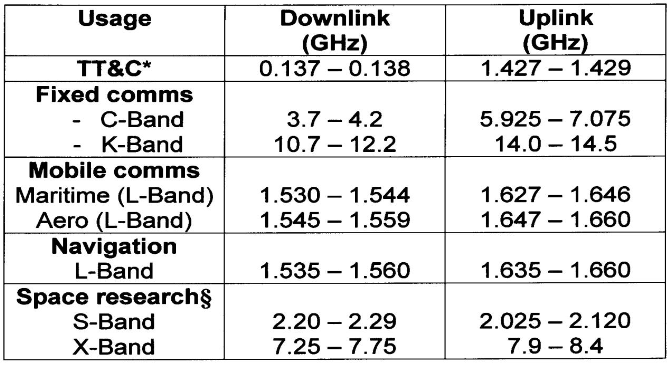 Usage Downlink (GHz) Uplink (GHz)
TT&C* 0.137 – 0.138 1.427 – 1.429
Fixed comms
- C-Band 3.7 – 4.2 5.925 – 7.075
- K-Band 10.7 – 12.2 14.0 – 14.5
Mobile comms
Maritime (L-Band) 1.530 – 1.544 1.627 – 1.646
Aero (L-Band) 1.545 – 1.559 1.647 – 1.660
Navigation
L-Band 1.535 – 1.560 1.635 – 1.660
Space research§
S-Band 2.20 – 2.29 2.025 – 2.120
X-Band 7.25 – 7.75 7.9 – 8.4